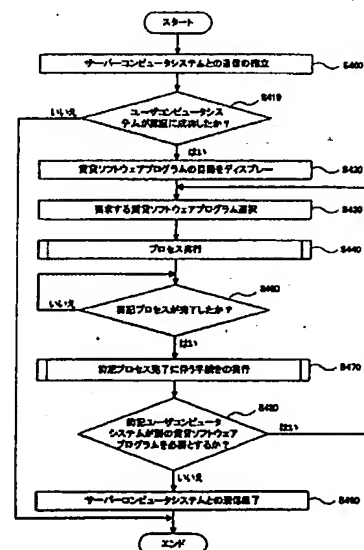 スタート
サーバーコンピュータシステムとの通信の確立
S400
S410
ユーザコンピュータシス
テムが認証に成功したか？
いいえ
はい
賃貸ソフトウェアプログラムの目録をディスプレー
S420
要求する賃貸ソフトウェアプログラム選択
S430
プロセス実行
S440
S460
前記プロセスが完了したか？
いいえ
はい
前記プロセス完了に伴う手続きの実行
S470
S480
前記ユーザコンピュータ
システムが別の賃貸ソフトウェア
プログラムを必要とするか？
はい
いいえ
サーバーコンピュータシステムとの通信終了
S490
エンド